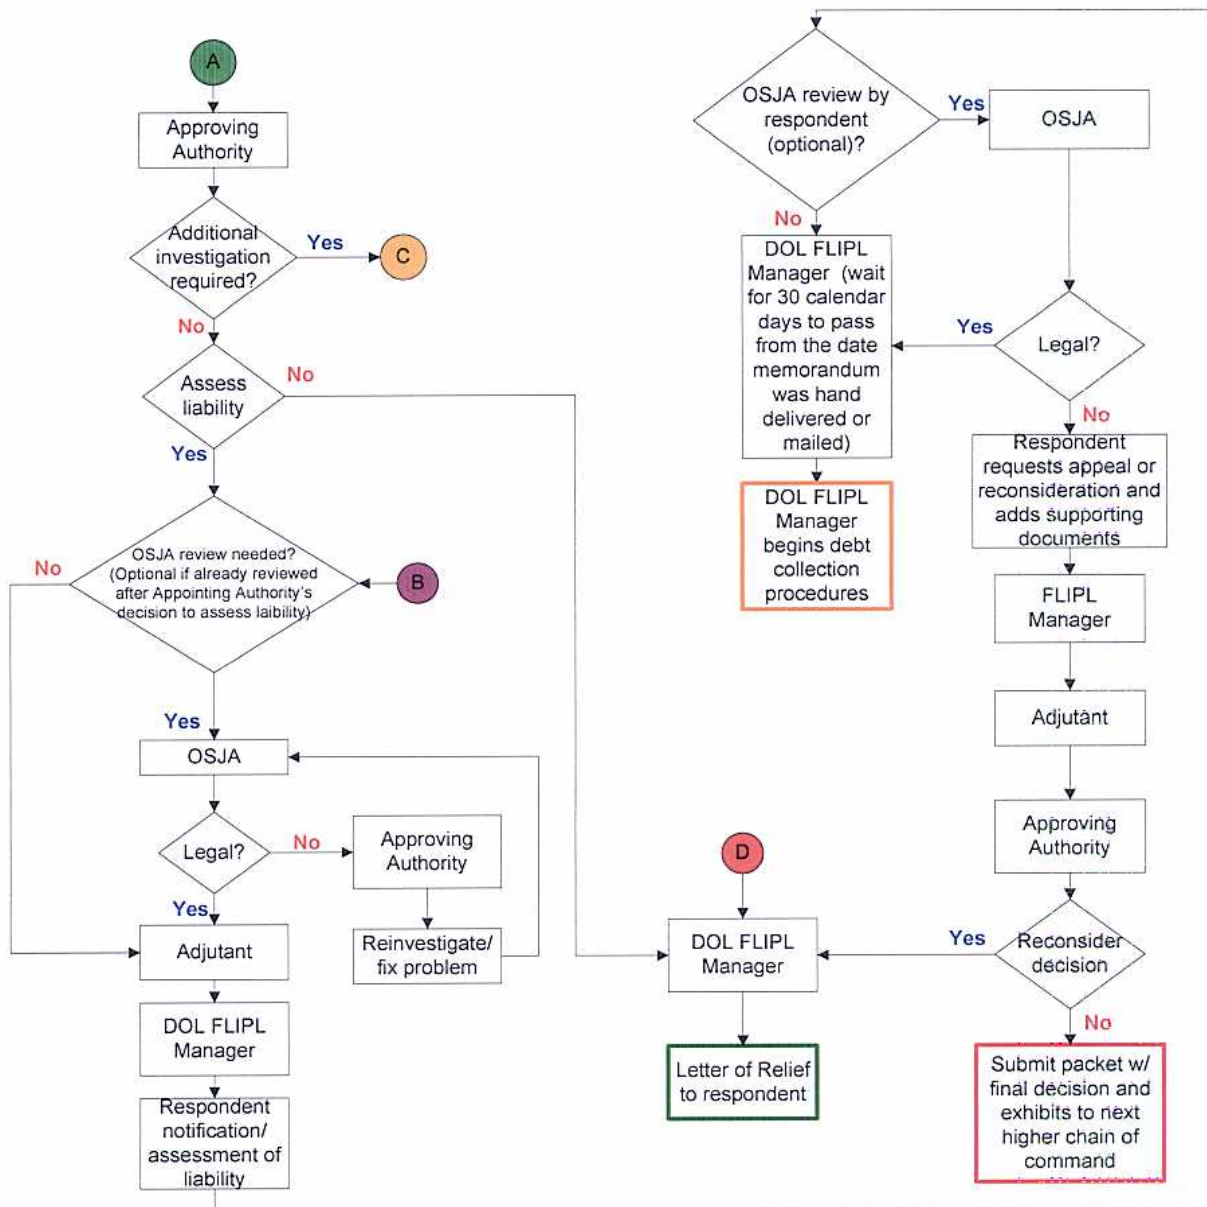 A
Approving
Authority
Additional
investigation
required?
Yes
C
No
Assess
liability
No
Yes
OSJA review needed?
(Optional if already reviewed
after Appointing Authority's
decision to assess laibility)
No
B
Yes
OSJA
Legal?
No
Approving
Authority
Reinvestigate/
fix problem
Yes
Adjutant
DOL FLIPL
Manager
Respondent
notification/
assessment of
liability
OSJA review by
respondent
(optional)?
Yes
OSJA
No
DOL FLIPL
Manager (wait
for 30 calendar
days to pass
from the date
memorandum
was hand
delivered or
mailed)
Yes
Legal?
DOL FLIPL
Manager
begins debt
collection
procedures
No
Respondent
requests appeal or
reconsideration and
adds supporting
documents
FLIPL
Manager
Adjutant
Approving
Authority
Reconsider
decision
Yes
D
DOL FLIPL
Manager
Letter of Relief
to respondent
No
Submit packet w/
final decision and
exhibits to next
higher chain of
command